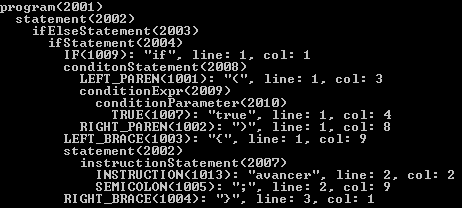 program(2001)
statement(2002)
ifElseStatement(2003)
ifStatement(2004)
IF(1009): "if", line: 1, col: 1
conditonStatement(2008)
LEFT_PAREN(1001): "(", line: 1, col: 3
conditionExpr(2009)
conditionParameter(2010)
TRUE(1007): "true", line: 1, col: 4
RIGHT_PAREN(1002): ")", line: 1, col: 8
LEFT_BRACE(1003): "{", line: 1, col: 9
statement(2002)
instructionStatement(2007)
INSTRUCTION(1013): "avancer", line: 2, col: 2
SEMICOLON(1005): ";", line: 2, col: 9
RIGHT_BRACE(1004): "}", line: 3, col: 1